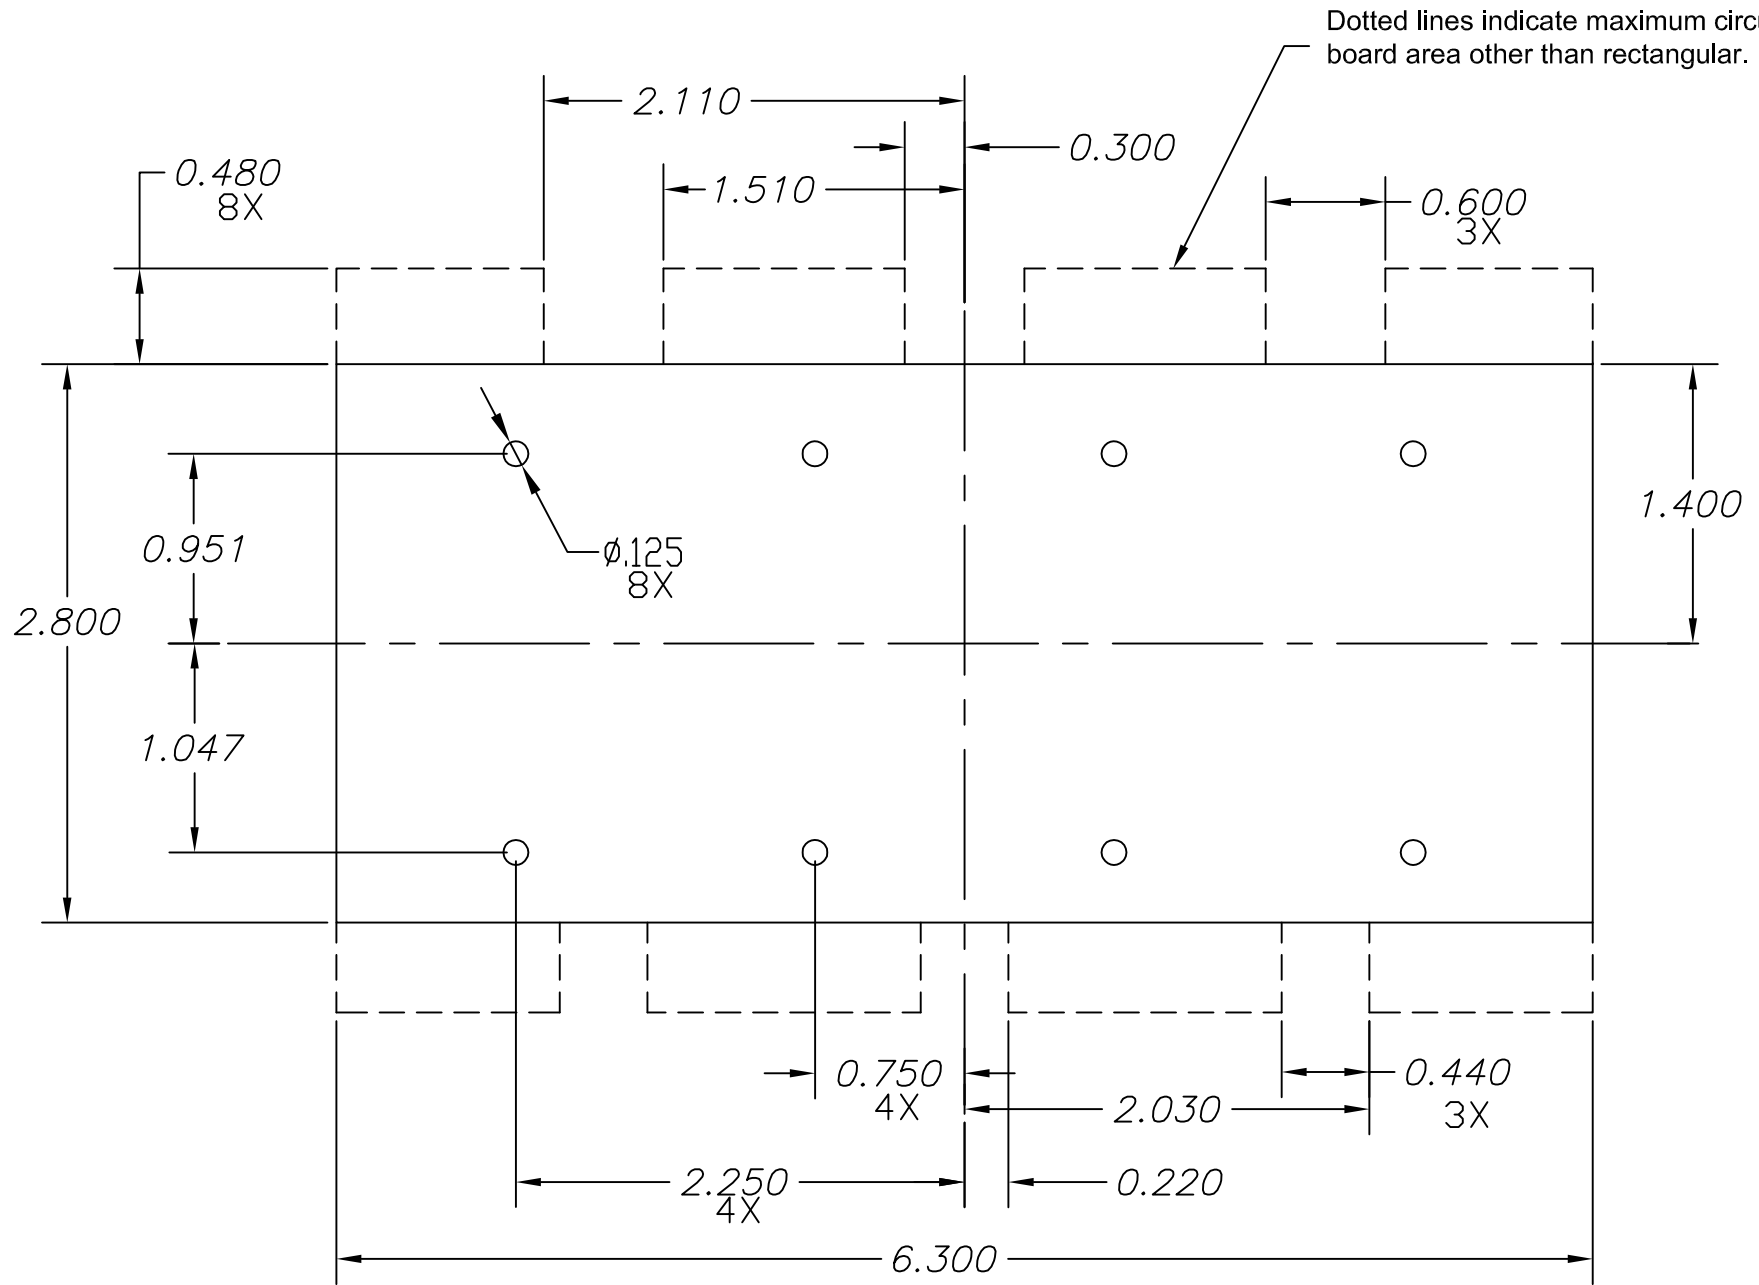 Dotted lines indicate maximum
board area other than rectangular.
2.110
0.300
0.480
8X
1.510
0.600
3X
1.400
0.951
Ø.125
8X
2.800
1.047
0.750
4X
0.440
3X
2.030
2.250
4X
0.220
6.300